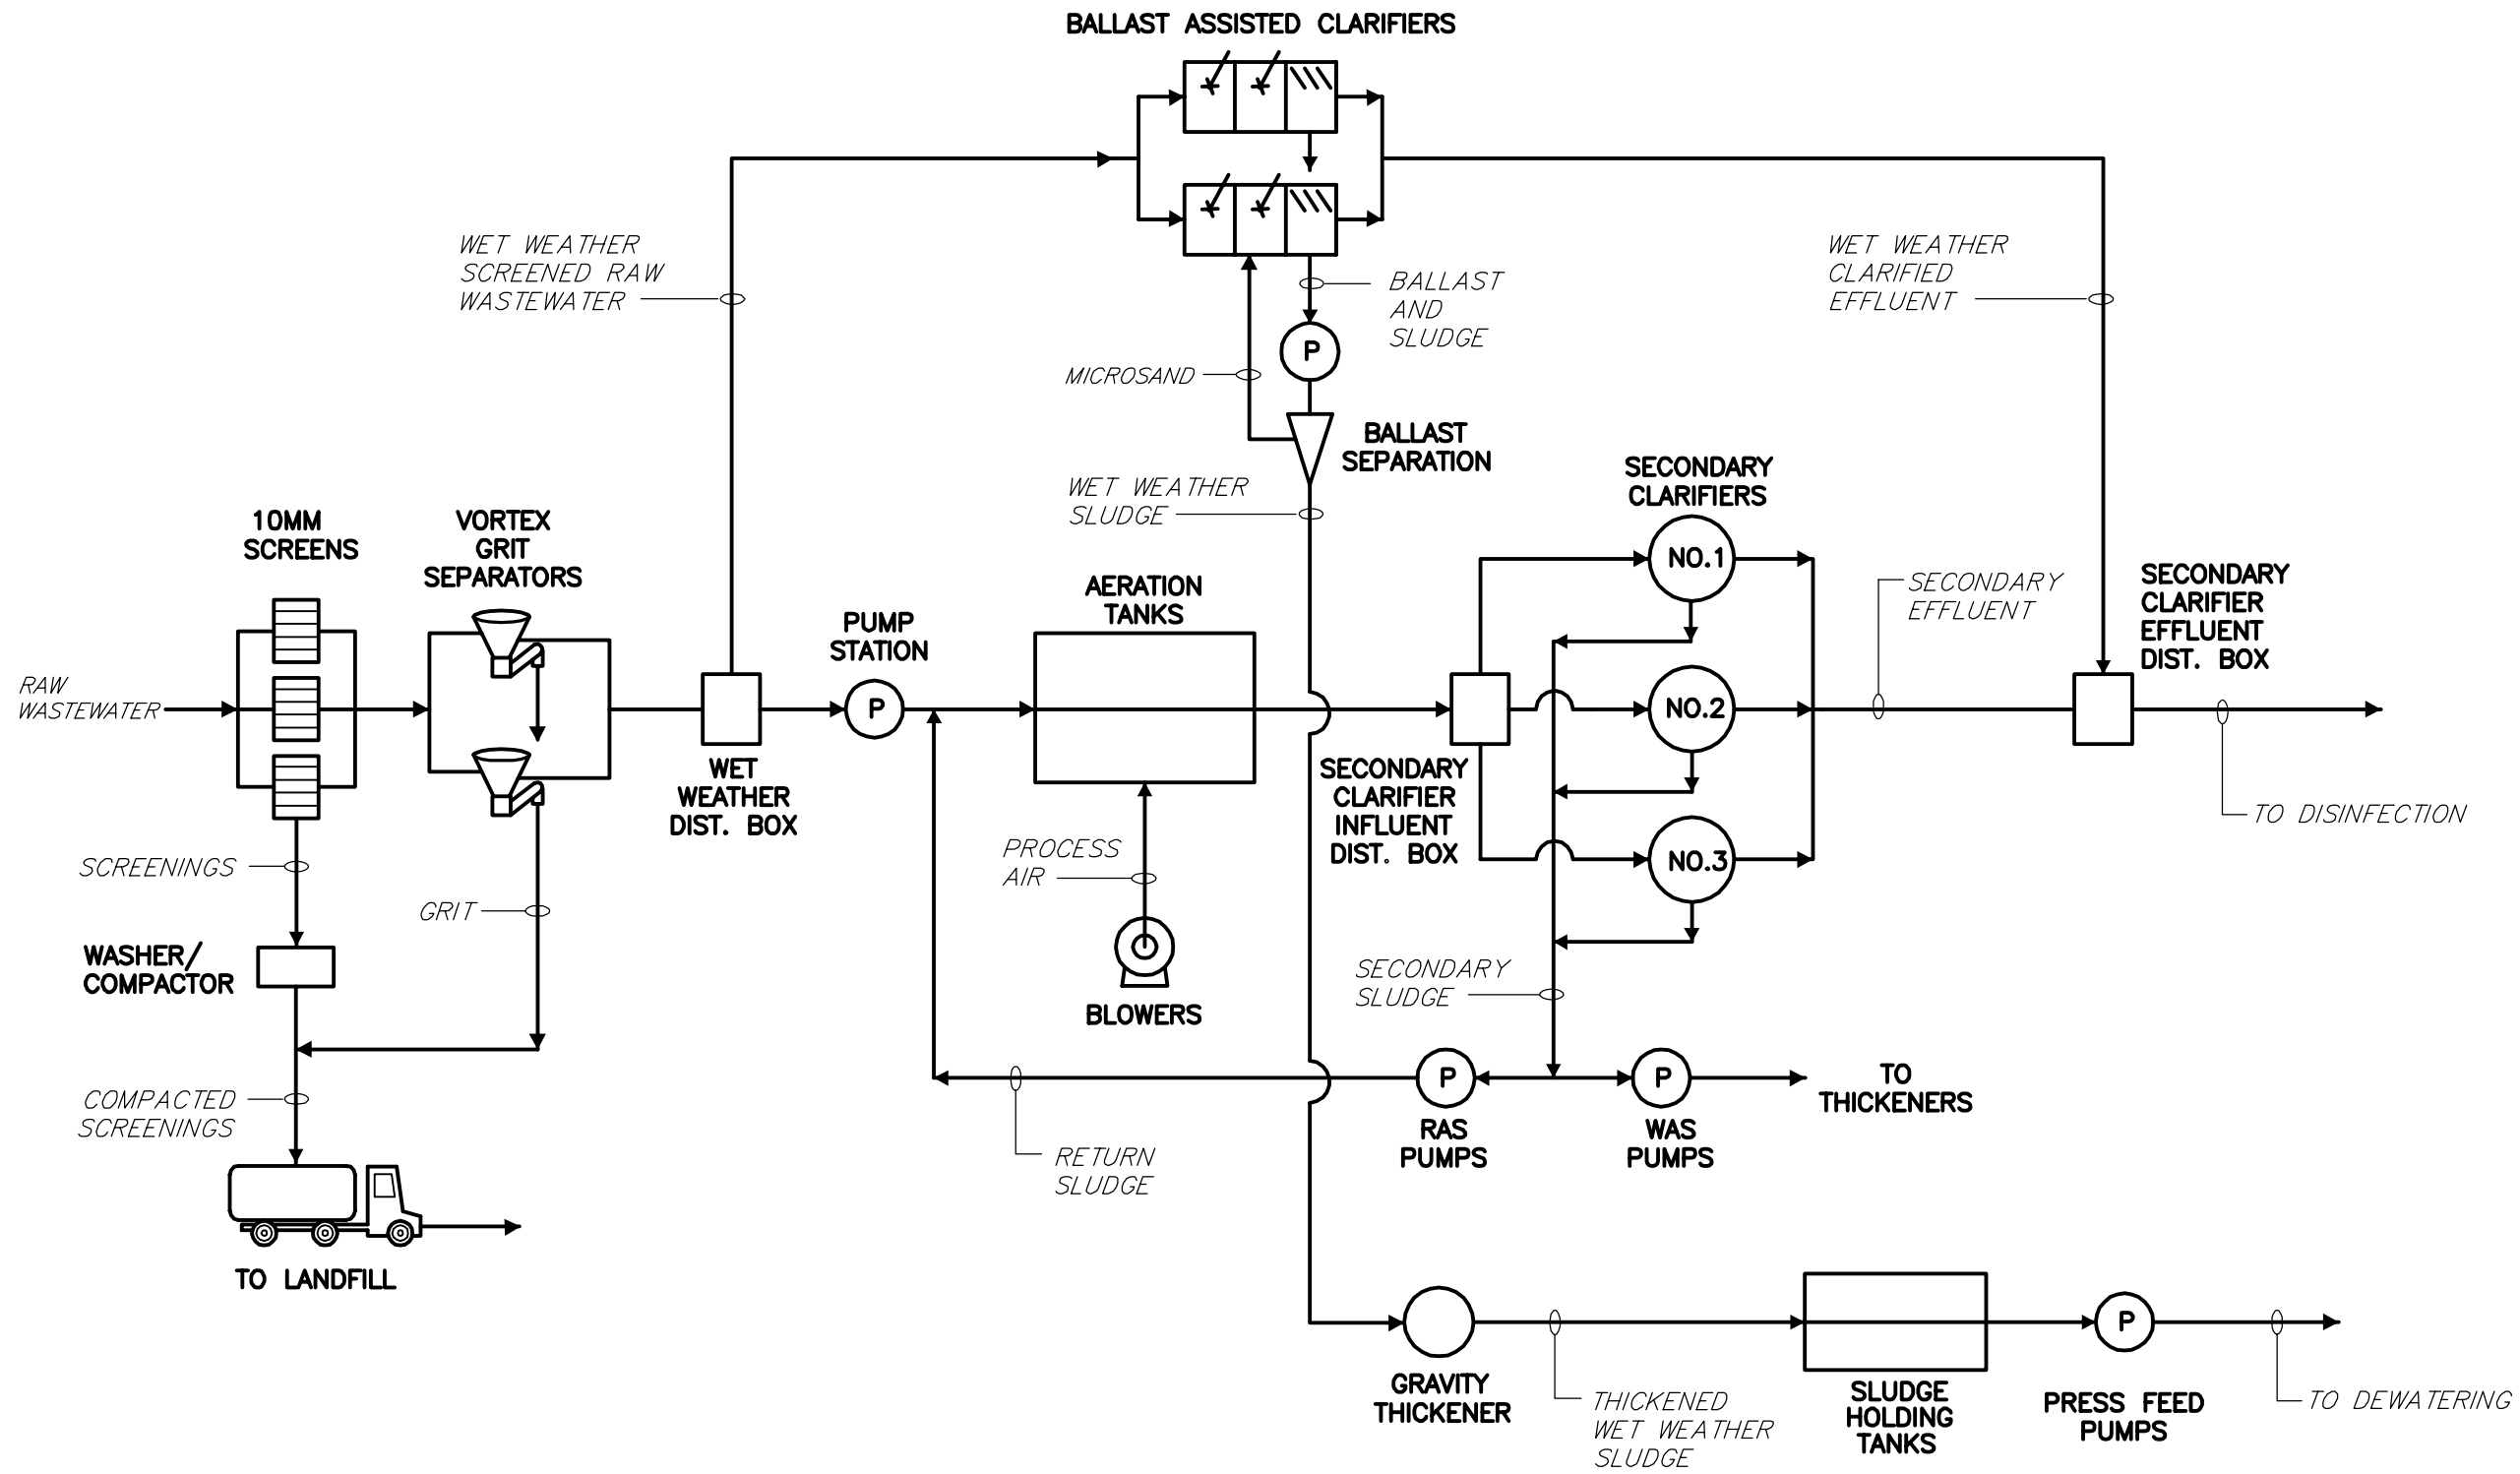 BALLAST ASSISTED CLARIFIERS
WET WEATHER
SCREENED RAW
WASTEWATER
WET WEATHER
CLARIFIED
EFFLUENT
BALLAST
AND
SLUDGE
P
MICROSAND
BALLAST
SEPARATION
WET WEATHER
SLUDGE
SECONDARY
CLARIFIERS
10MM
SCREENS
VORTEX
GRIT
SEPARATORS
NO.1
AERATION
TANKS
SECONDARY
EFFLUENT
SECONDARY
CLARIFIER
EFFLUENT
DIST. BOX
PUMP
STATION
RAW
WASTEWATER
P
NO.2
WET
WEATHER
DIST. BOX
SECONDARY
CLARIFIER
INFLUENT
DIST. BOX
TO DISINFECTION
PROCESS
AIR
NO.3
SCREENINGS
GRIT
WASHER/
COMPACTOR
BLOWERS
SECONDARY
SLUDGE
P
P
TO
THICKENERS
COMPACTED
SCREENINGS
RAS
PUMPS
WAS
PUMPS
RETURN
SLUDGE
TO LANDFILL
P
GRAVITY
THICKENER
THICKENED
WET WEATHER
SLUDGE
SLUDGE
HOLDING
TANKS
PRESS FEED
PUMPS
TO DEWATERING